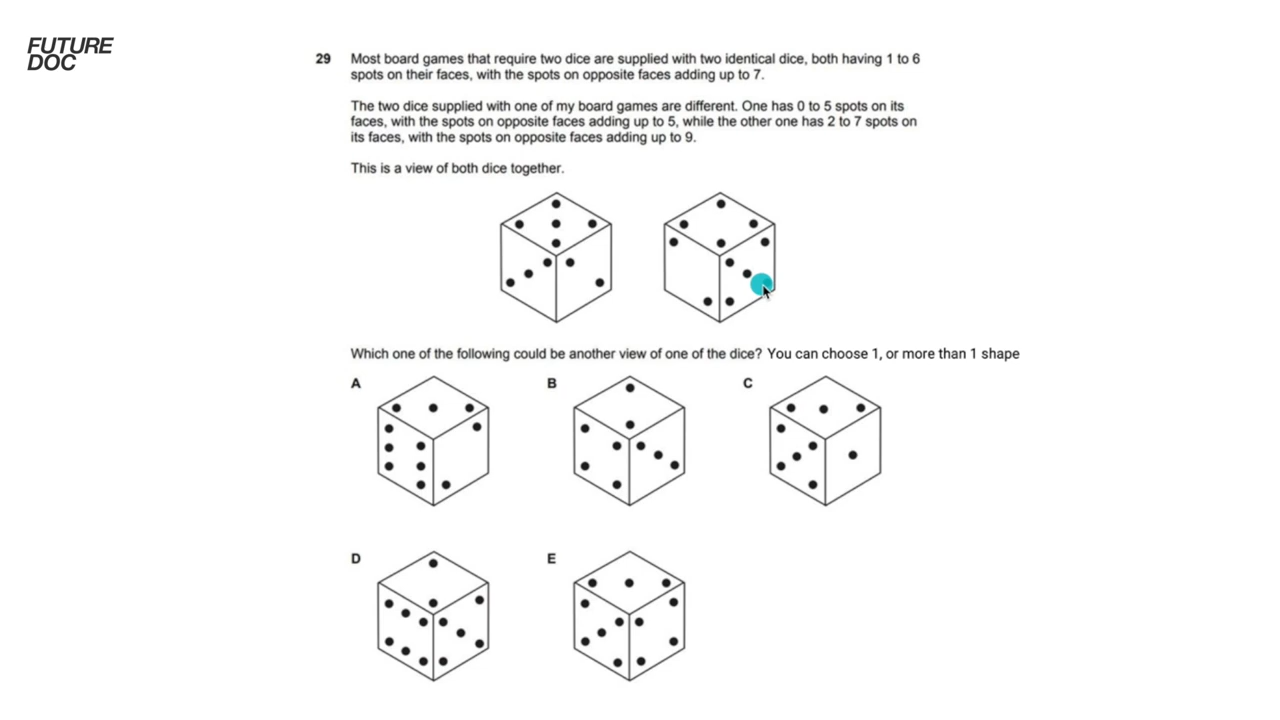 FUTURE
DOC
29 Most board games that require two dice are supplied with two identical dice, both having 1 to 6
spots on their faces, with the spots on opposite faces adding up to 7.
The two dice supplied with one of my board games are different. One has 0 to 5 spots on its
faces, with the spots on opposite faces adding up to 5, while the other one has 2 to 7 spots on
its faces, with the spots on opposite faces adding up to 9.
This is a view of both dice together.
Which one of the following could be another view of one of the dice? You can choose 1, or more than 1 shape
A B C
D E